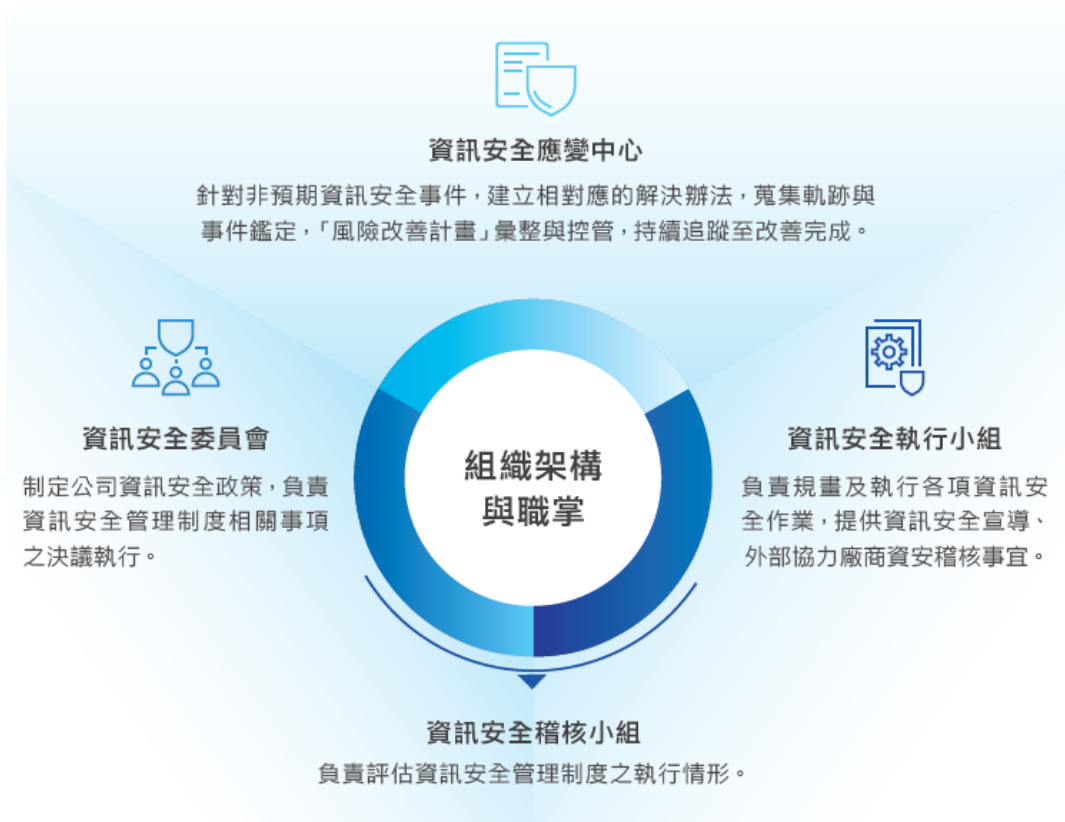 資訊安全應變中心
針對非預期資訊安全事件，建立相對應的解決辦法，蒐集軌跡與
事件鑑定，「風險改善計畫」彙整與控管，持續追蹤至改善完成。
資訊安全委員會
制定公司資訊安全政策，負責
資訊安全管理制度相關事項
之決議執行。
組織架構
與職掌
資訊安全執行小組
負責規畫及執行各項資訊安
全作業，提供資訊安全宣導、
外部協力廠商資安稽核事宜。
資訊安全稽核小組
負責評估資訊安全管理制度之執行情形。